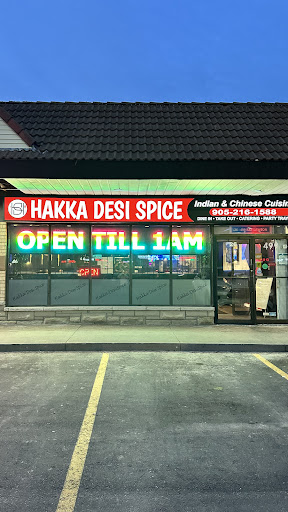 HAKKA DESI SPICE
Indian & Chinese Cuisin
905-216-1588
DINE IN • TAKE OUT • CATERING • PARTY TRAY
OPEN TILL 1AM
OPEN